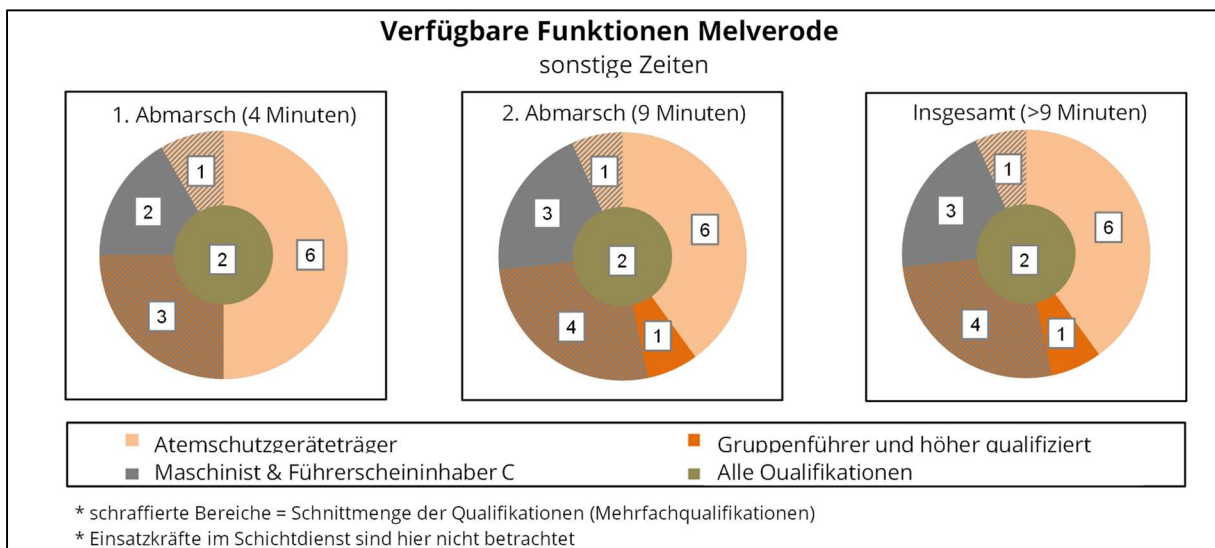 Verfügbare Funktionen Melverode
sonstige Zeiten
1. Abmarsch (4 Minuten)
1
2
2
6
3
2. Abmarsch (9 Minuten)
1
3
6
2
4
1
Insgesamt (>9 Minuten)
1
3
6
2
4
1
Atemschutzgeräteträger
Gruppenführer und höher qualifiziert
Maschinist & Führerscheininhaber C
Alle Qualifikationen
* schraffierte Bereiche = Schnittmenge der Qualifikationen (Mehrfachqualifikationen)
* Einsatzkräfte im Schichtdienst sind hier nicht betrachtet